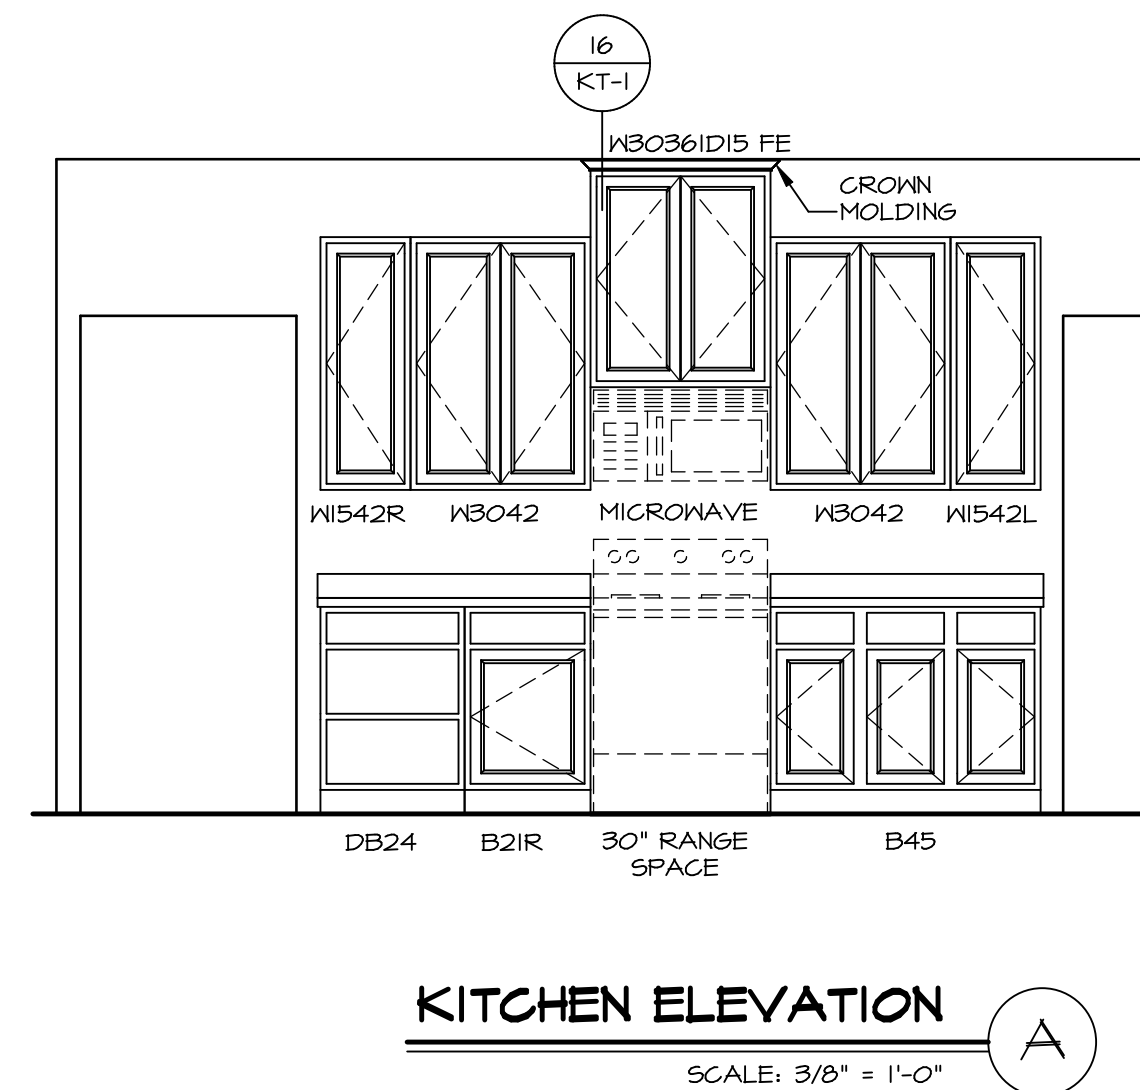 16
KT-1
W30361D15 FE
CROWN
MOLDING
W1542R
W3042
MICROWAVE
W3042
W1542L
DB24
B21R
30" RANGE
SPACE
B45
KITCHEN ELEVATION
A
SCALE: 3/8" = 1'-0"